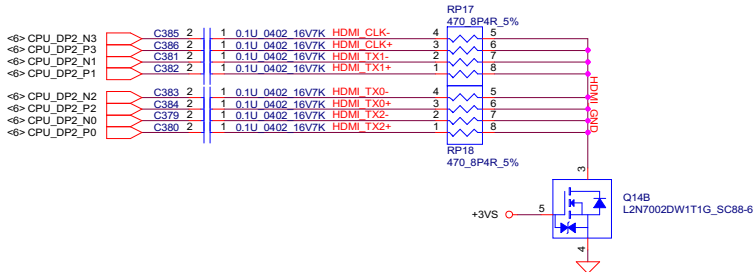 RP17
470_8P4R_5%
<6> CPU_DP2_N3 C385 2 1 0.1U_0402_16V7K HDMI_CLK- 4 5
<6> CPU_DP2_P3 C386 2 1 0.1U_0402_16V7K HDMI_CLK+ 3 6
<6> CPU_DP2_N1 C381 2 1 0.1U_0402_16V7K HDMI_TX1- 2 7
<6> CPU_DP2_P1 C382 2 1 0.1U_0402_16V7K HDMI_TX1+ 1 8
<6> CPU_DP2_N2 C383 2 1 0.1U_0402_16V7K HDMI_TX0- 4 5
<6> CPU_DP2_P2 C384 2 1 0.1U_0402_16V7K HDMI_TX0+ 3 6
<6> CPU_DP2_N0 C379 2 1 0.1U_0402_16V7K HDMI_TX2- 2 7
<6> CPU_DP2_P0 C380 2 1 0.1U_0402_16V7K HDMI_TX2+ 1 8
HDMI_GND
RP18
470_8P4R_5%
3
Q14B
L2N7002DW1T1G_SC88-6
+3VS 5
4